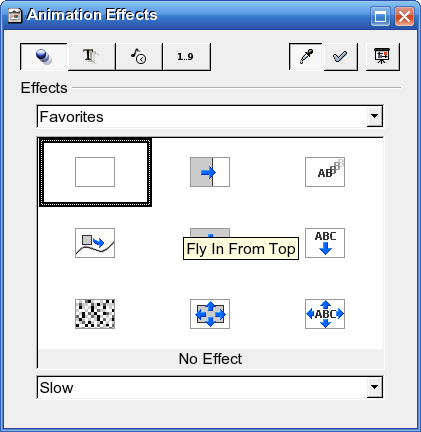 Animation Effects
1..9
Effects
Favorites
AB
Fly In From Top
ABC
ABC
No Effect
Slow